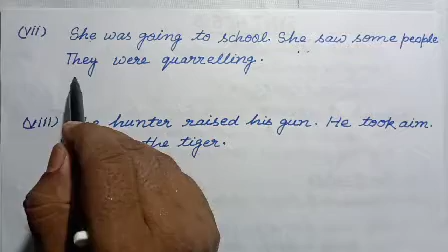 (vii) She was going to school. She saw some people
They were quarrelling.
hunter raised his gun. He took aim.
the tiger.